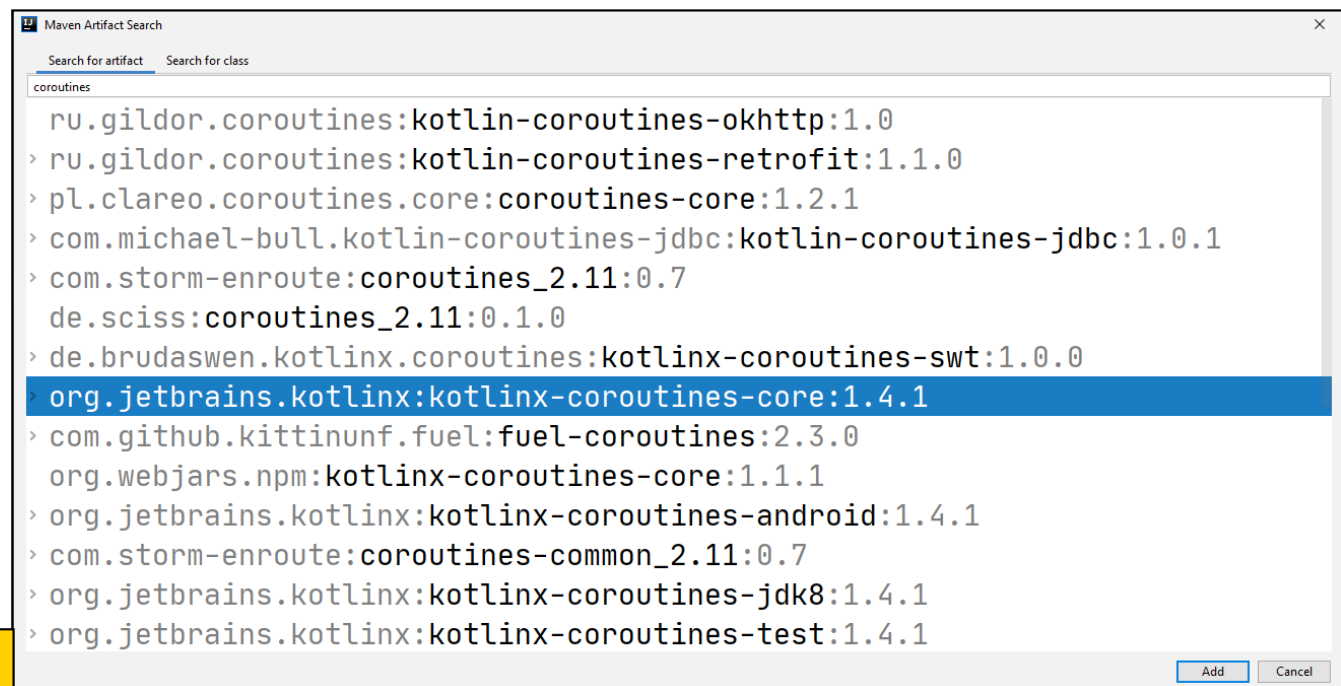 Maven Artifact Search
Search for artifact Search for class
coroutines
ru.gildor.coroutines:kotlin-coroutines-okhttp:1.0
ru.gildor.coroutines:kotlin-coroutines-retrofit:1.1.0
pl.clareo.coroutines.core:coroutines-core:1.2.1
com.michael-bull.kotlin-coroutines-jdbc:kotlin-coroutines-jdbc:1.0.1
com.storm-enroute:coroutines_2.11:0.7
de.sciss:coroutines_2.11:0.1.0
de.brudaswen.kotlinx.coroutines:kotlinx-coroutines-swt:1.0.0
org.jetbrains.kotlinx:kotlinx-coroutines-core:1.4.1
com.github.kittinunf.fuel:fuel-coroutines:2.3.0
org.webjars.npm:kotlinx-coroutines-core:1.1.1
org.jetbrains.kotlinx:kotlinx-coroutines-android:1.4.1
com.storm-enroute:coroutines-common_2.11:0.7
org.jetbrains.kotlinx:kotlinx-coroutines-jdk8:1.4.1
org.jetbrains.kotlinx:kotlinx-coroutines-test:1.4.1
Add Cancel